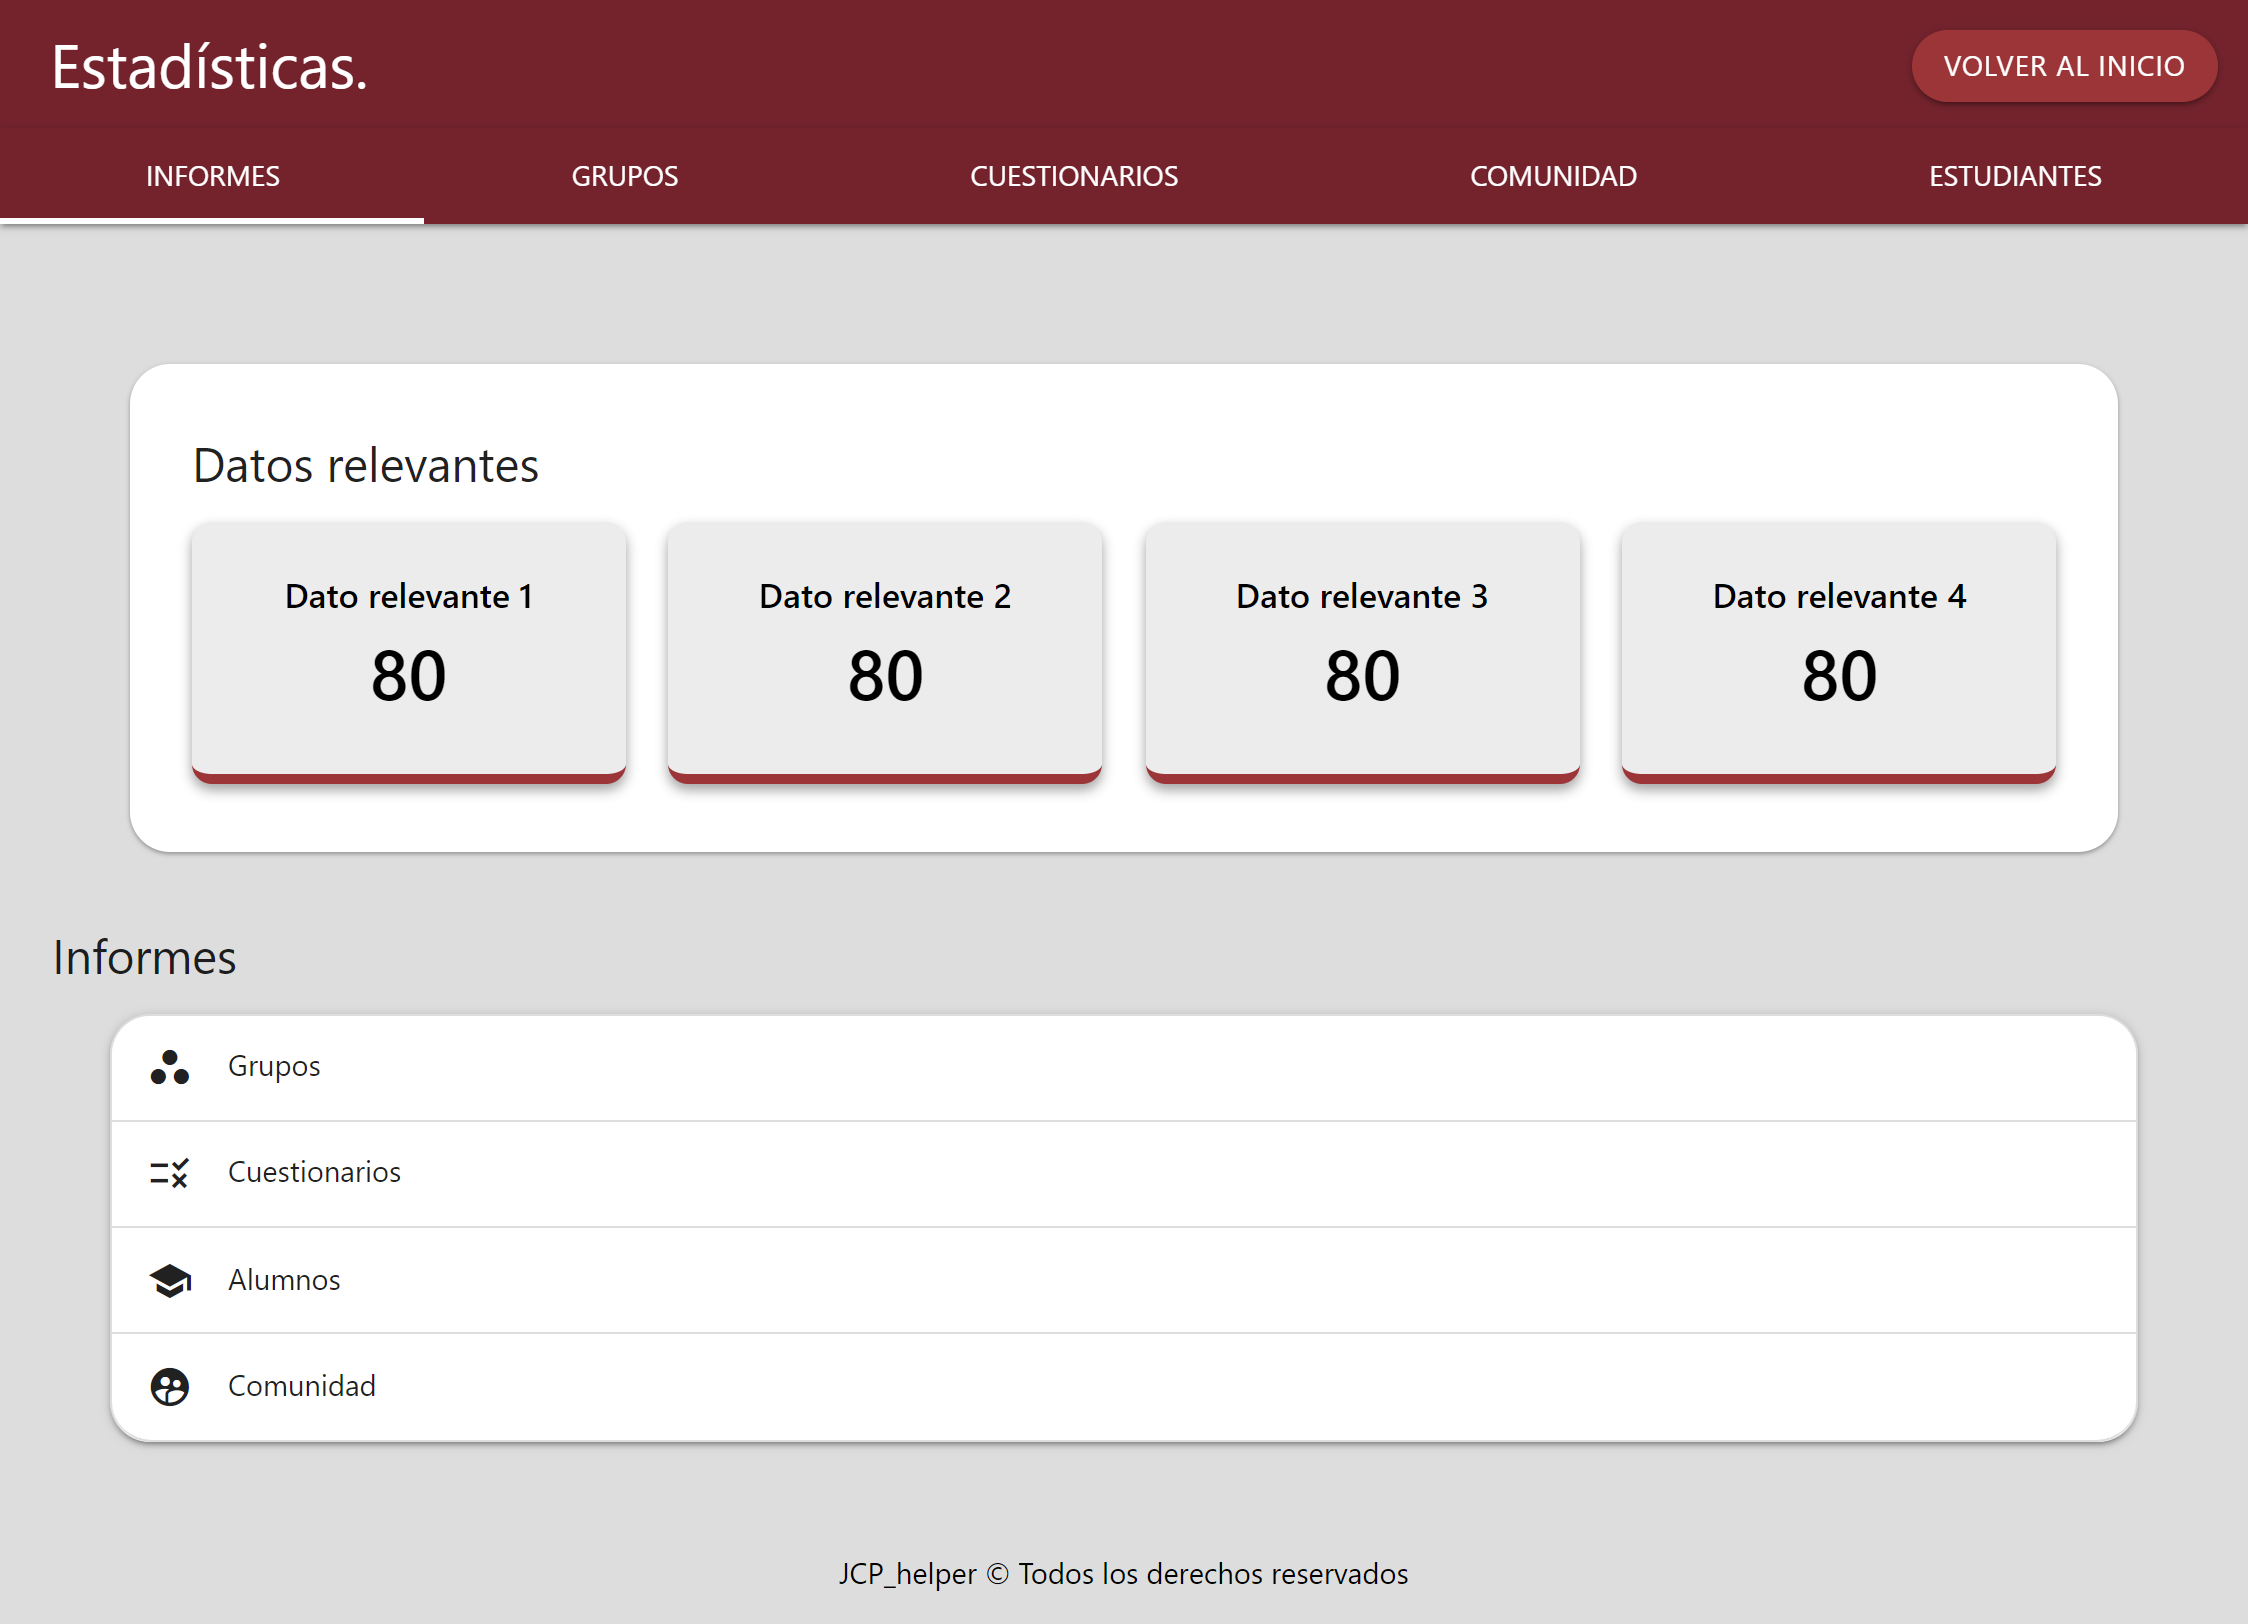 Estadísticas.
VOLVER AL INICIO
INFORMES
GRUPOS
CUESTIONARIOS
COMUNIDAD
ESTUDIANTES
Datos relevantes
Dato relevante 1
80
Dato relevante 2
80
Dato relevante 3
80
Dato relevante 4
80
Informes
Grupos
Cuestionarios
Alumnos
Comunidad
JCP_helper © Todos los derechos reservados